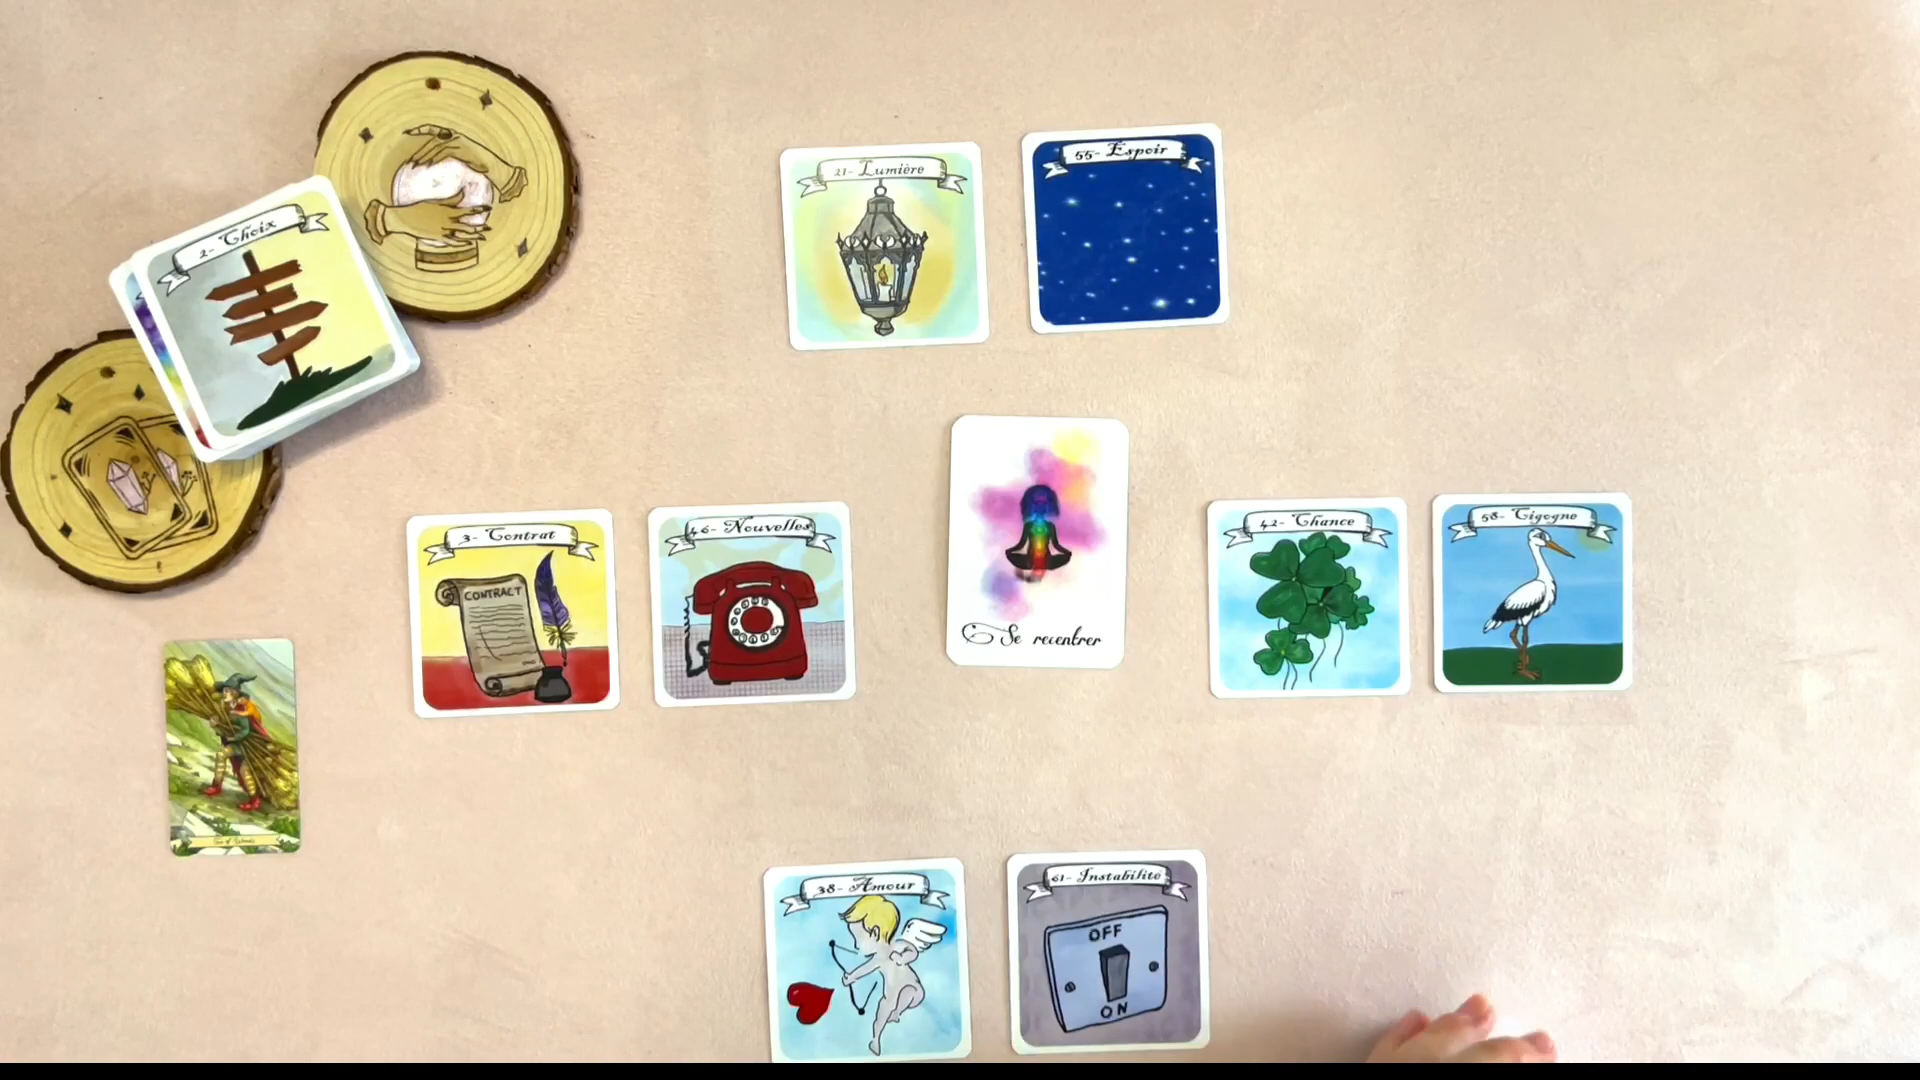 21- Lumière
55- Espoir
2- Choix
3- Contrat
CONTRACT
46- Nouvelles
Se recentrer
42- Chance
58- Cigogne
38- Amour
61- Instabilité
OFF
ON